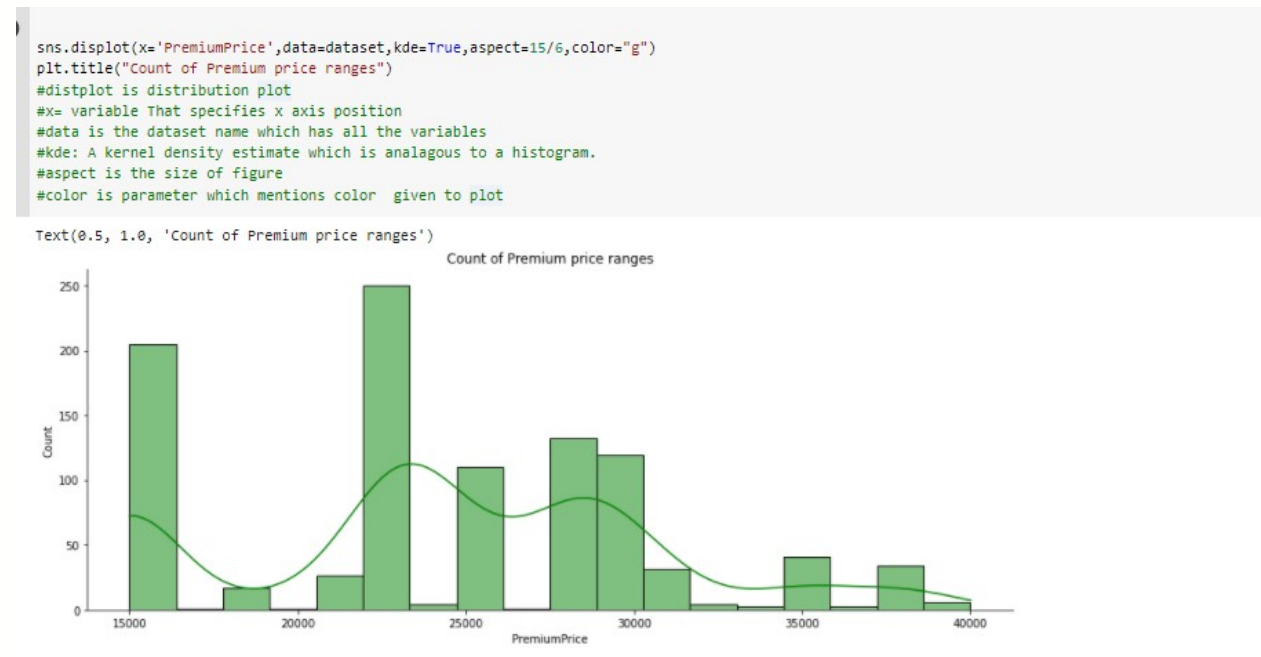 sns.displot(x='PremiumPrice',data=dataset,kde=True,aspect=15/6,color="g")
plt.title("Count of Premium price ranges")
#distplot is distribution plot
#x= variable That specifies x axis position
#data is the dataset name which has all the variables
#kde: A kernel density estimate which is analagous to a histogram.
#aspect is the size of figure
#color is parameter which mentions color  given to plot
Text(0.5, 1.0, 'Count of Premium price ranges')
Count of Premium price ranges
250
200
150
100
50
0
Count
15000 20000 25000 30000 35000 40000
PremiumPrice